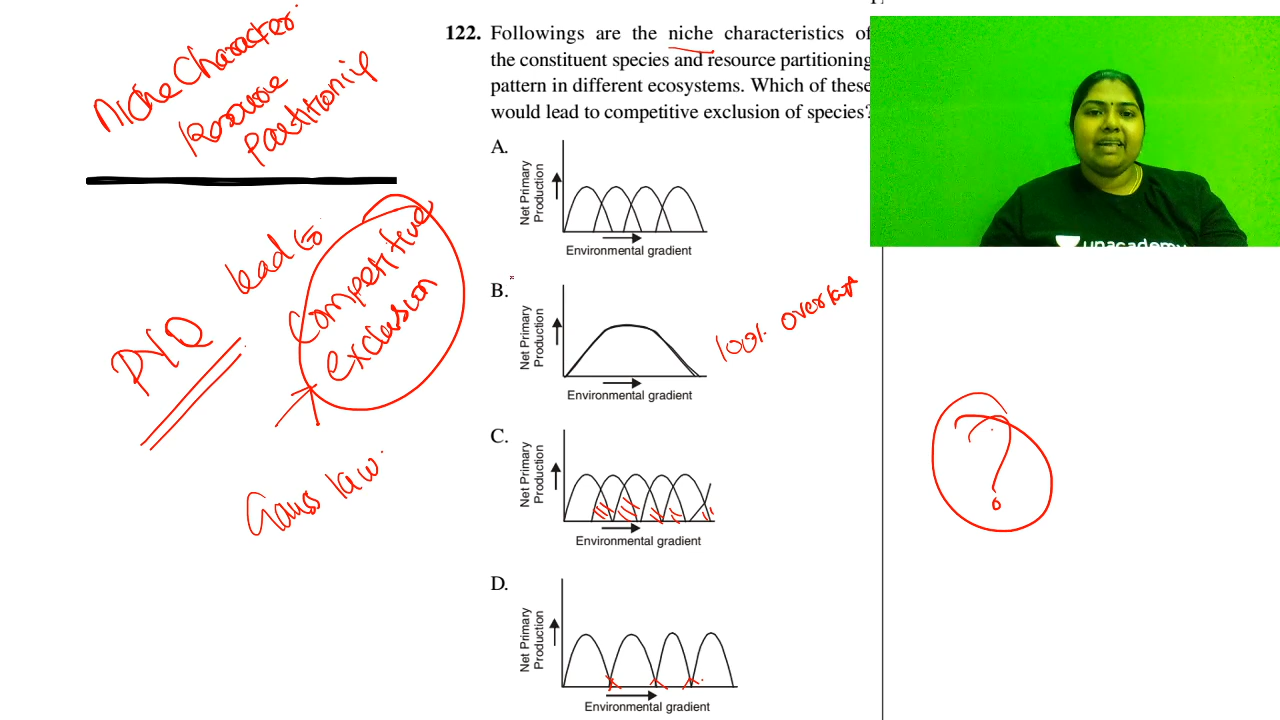 Niche Character
Resource
Partitioning
lead to
Competitive
exclusion
PYQ
Gauss law.
122. Followings are the niche characteristics of
the constituent species and resource partitioning
pattern in different ecosystems. Which of these
would lead to competitive exclusion of species?
A.
Net Primary
Production
Environmental gradient
B.
Net Primary
Production
Environmental gradient
100% overlap
C.
Net Primary
Production
Environmental gradient
D.
Net Primary
Production
Environmental gradient
unacademy
?